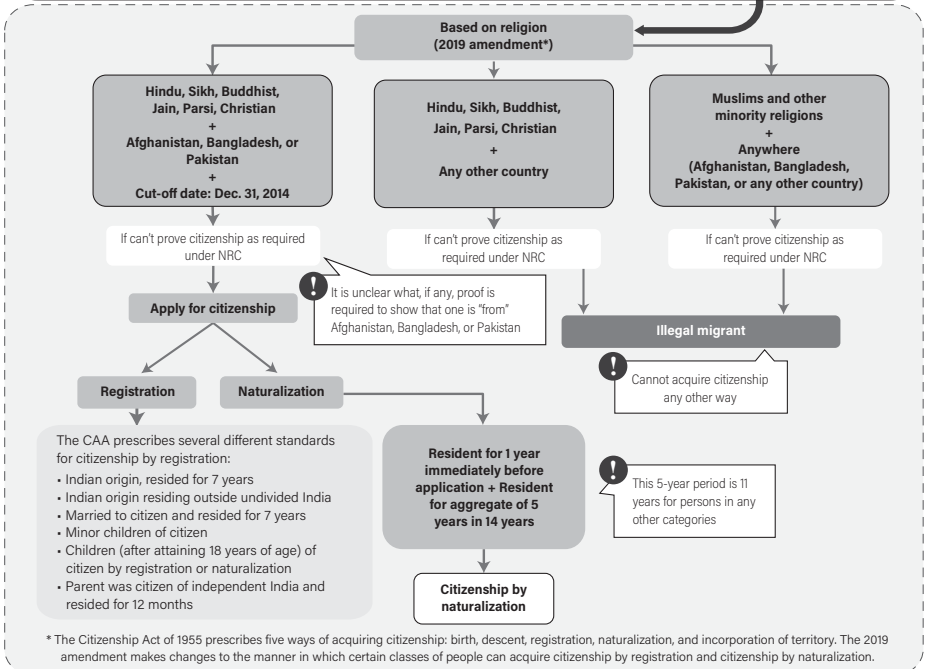 Based on religion
(2019 amendment*)
Hindu, Sikh, Buddhist,
Jain, Parsi, Christian
+
Afghanistan, Bangladesh, or
Pakistan
+
Cut-off date: Dec. 31, 2014
Hindu, Sikh, Buddhist,
Jain, Parsi, Christian
+
Any other country
Muslims and other
minority religions
+
Anywhere
(Afghanistan, Bangladesh,
Pakistan, or any other country)
If can't prove citizenship as required
under NRC
If can't prove citizenship as
required under NRC
If can't prove citizenship as
required under NRC
!
It is unclear what, if any, proof is
required to show that one is "from"
Afghanistan, Bangladesh, or Pakistan
Apply for citizenship
Illegal migrant
!
Cannot acquire citizenship
any other way
Registration
Naturalization
The CAA prescribes several different standards
for citizenship by registration:
• Indian origin, resided for 7 years
• Indian origin residing outside undivided India
• Married to citizen and resided for 7 years
• Minor children of citizen
• Children (after attaining 18 years of age) of
citizen by registration or naturalization
• Parent was citizen of independent India and
resided for 12 months
Resident for 1 year
immediately before
application + Resident
for aggregate of 5
years in 14 years
!
This 5-year period is 11
years for persons in any
other categories
Citizenship by
naturalization
* The Citizenship Act of 1955 prescribes five ways of acquiring citizenship: birth, descent, registration, naturalization, and incorporation of territory. The 2019
amendment makes changes to the manner in which certain classes of people can acquire citizenship by registration and citizenship by naturalization.